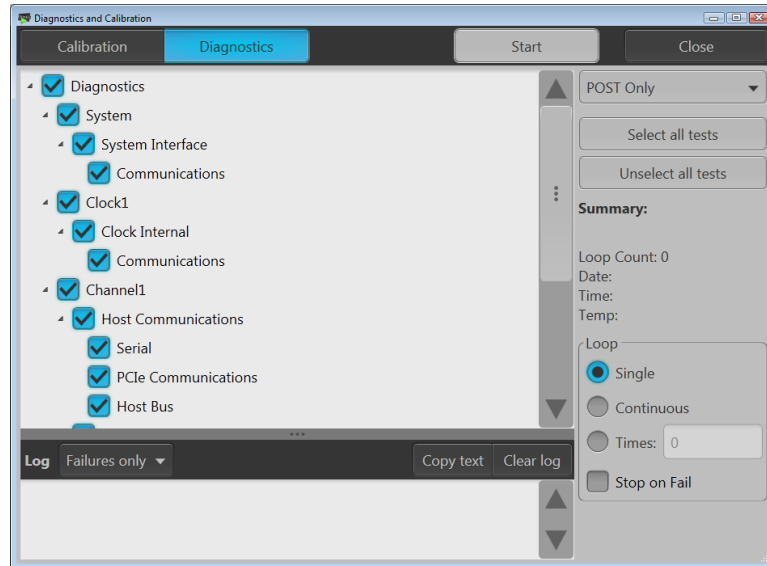 Diagnostics and Calibration
Calibration
Diagnostics
Start
Close
Diagnostics
System
System Interface
Communications
Clock1
Clock Internal
Communications
Channel1
Host Communications
Serial
PCIe Communications
Host Bus
POST Only
Select all tests
Unselect all tests
Summary:
Loop Count: 0
Date:
Time:
Temp:
Loop
Single
Continuous
Times: 0
Stop on Fail
Log Failures only
Copy text
Clear log